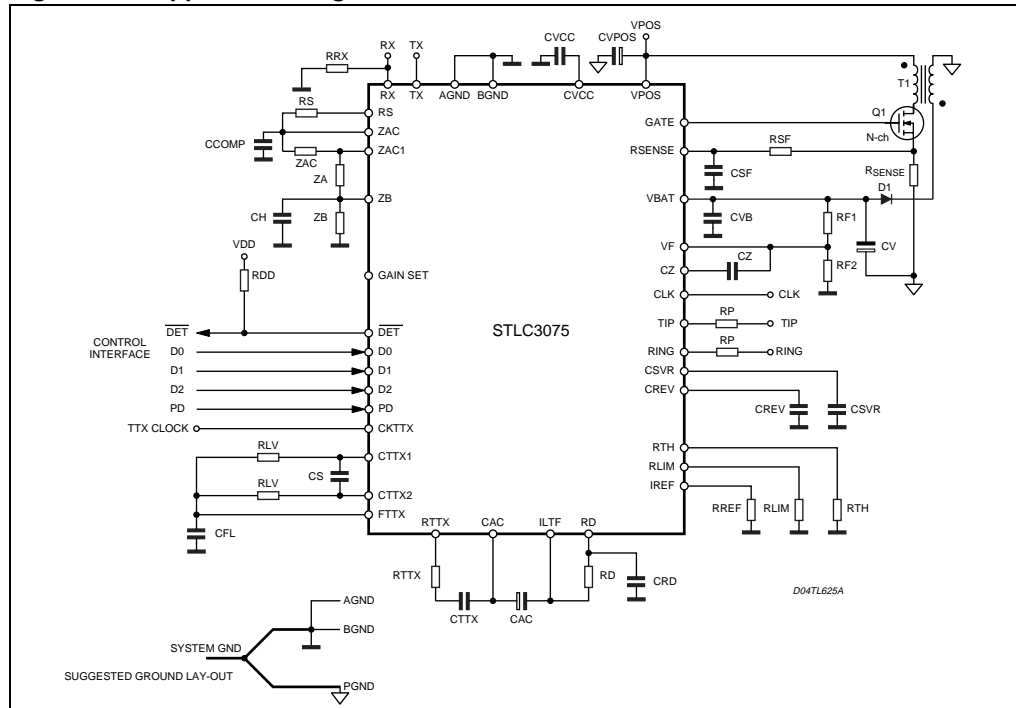 VPOS
RX TX CVCC CVPOS
RRX
T1
RX TX AGND BGND CVCC VPOS
RS RS
Q1
GATE
ZAC
N-ch
CCOMP
RSENSE RSF
ZAC ZAC1
RSENSE
CSF
ZA
D1
VBAT
ZB
CH ZB
CVB RF1
CV
VDD
VF
CZ
RDD
CZ
RF2
GAIN SET
CLK CLK
STLC3075
RP
TIP TIP
DET DET
CONTROL
INTERFACE
RP
D0 D0
RING RING
D1 D1
CSVR
D2 D2
CREV
PD PD
CREV CSVR
TTX CLOCK CKTTX
RLV CTTX1
RTH
CS
RLIM
RLV
CTTX2
IREF
FTTX
RREF RLIM RTH
CFL
RTTX CAC ILTF RD
RTTX RD CRD
CTTX CAC
D04TL625A
AGND
BGND
SYSTEM GND
SUGGESTED GROUND LAY-OUT
PGND